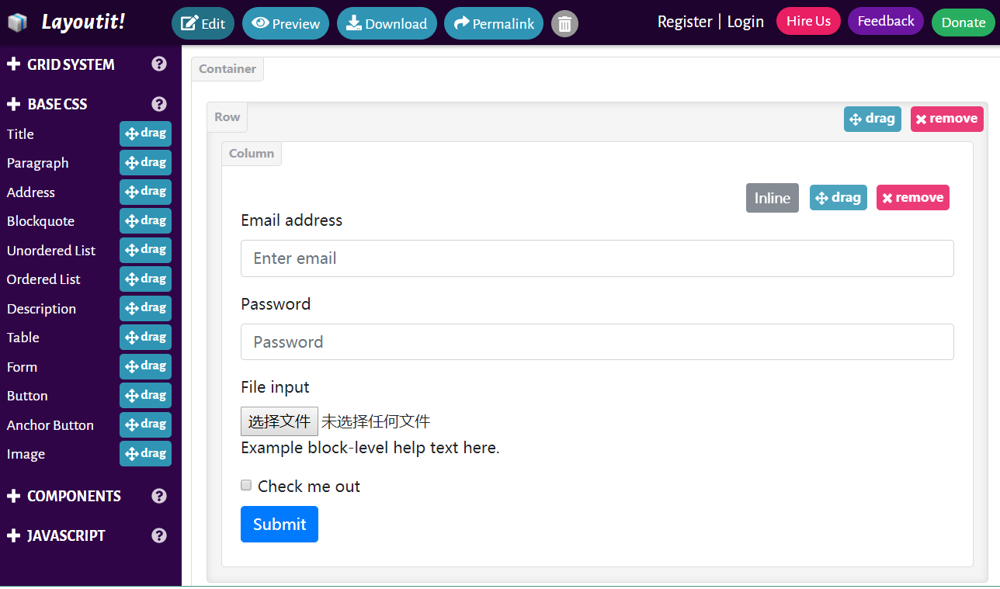 Layoutit!
Edit Preview Download Permalink
Register | Login Hire Us Feedback Donate
GRID SYSTEM
BASE CSS
Title drag
Paragraph drag
Address drag
Blockquote drag
Unordered List drag
Ordered List drag
Description drag
Table drag
Form drag
Button drag
Anchor Button drag
Image drag
COMPONENTS
JAVASCRIPT
Container
Row drag remove
Column
Inline drag remove
Email address
Enter email
Password
Password
File input
选择文件 未选择任何文件
Example block-level help text here.
Check me out
Submit